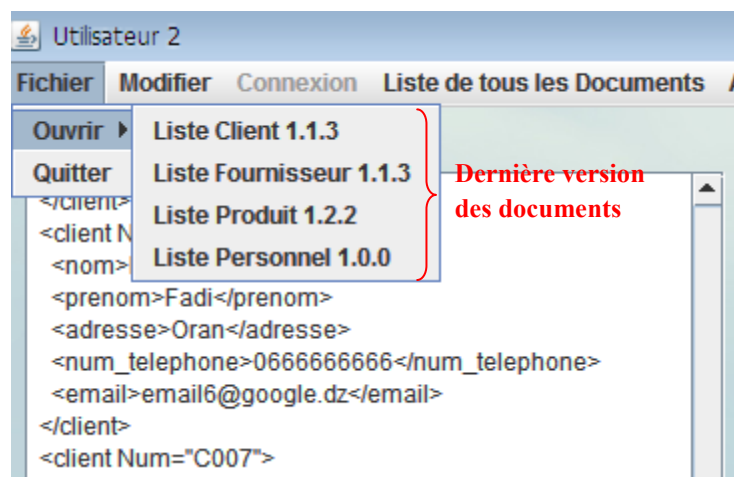 Utilisateur 2
Fichier Modifier Connexion Liste de tous les Documents
Ouvrir Liste Client 1.1.3
Quitter Liste Fournisseur 1.1.3
Liste Produit 1.2.2
Liste Personnel 1.0.0
Dernière version
des documents
</client>
<client N
<nom>
<prenom>Fadi</prenom>
<adresse>Oran</adresse>
<num_telephone>0666666666</num_telephone>
<email>email6@google.dz</email>
</client>
<client Num="C007">